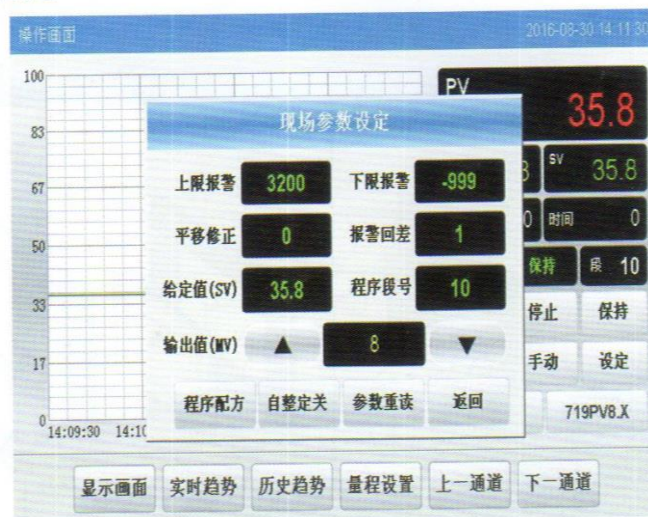 操作画面 2016-08-30 14:11:30
100
83
67
50
33
17
0
14:09:30 14:10
PV
35.8
SV 35.8
时间 0
保持 段 10
停止 保持
手动 设定
719PV8.X
现场参数设定
上限报警 3200 下限报警 -999
平移修正 0 报警回差 1
给定值(SV) 35.8 程序段号 10
输出值(MV) ▲ 8 ▼
程序配方 自整定关 参数重读 返回
显示画面 实时趋势 历史趋势 量程设置 上一通道 下一通道